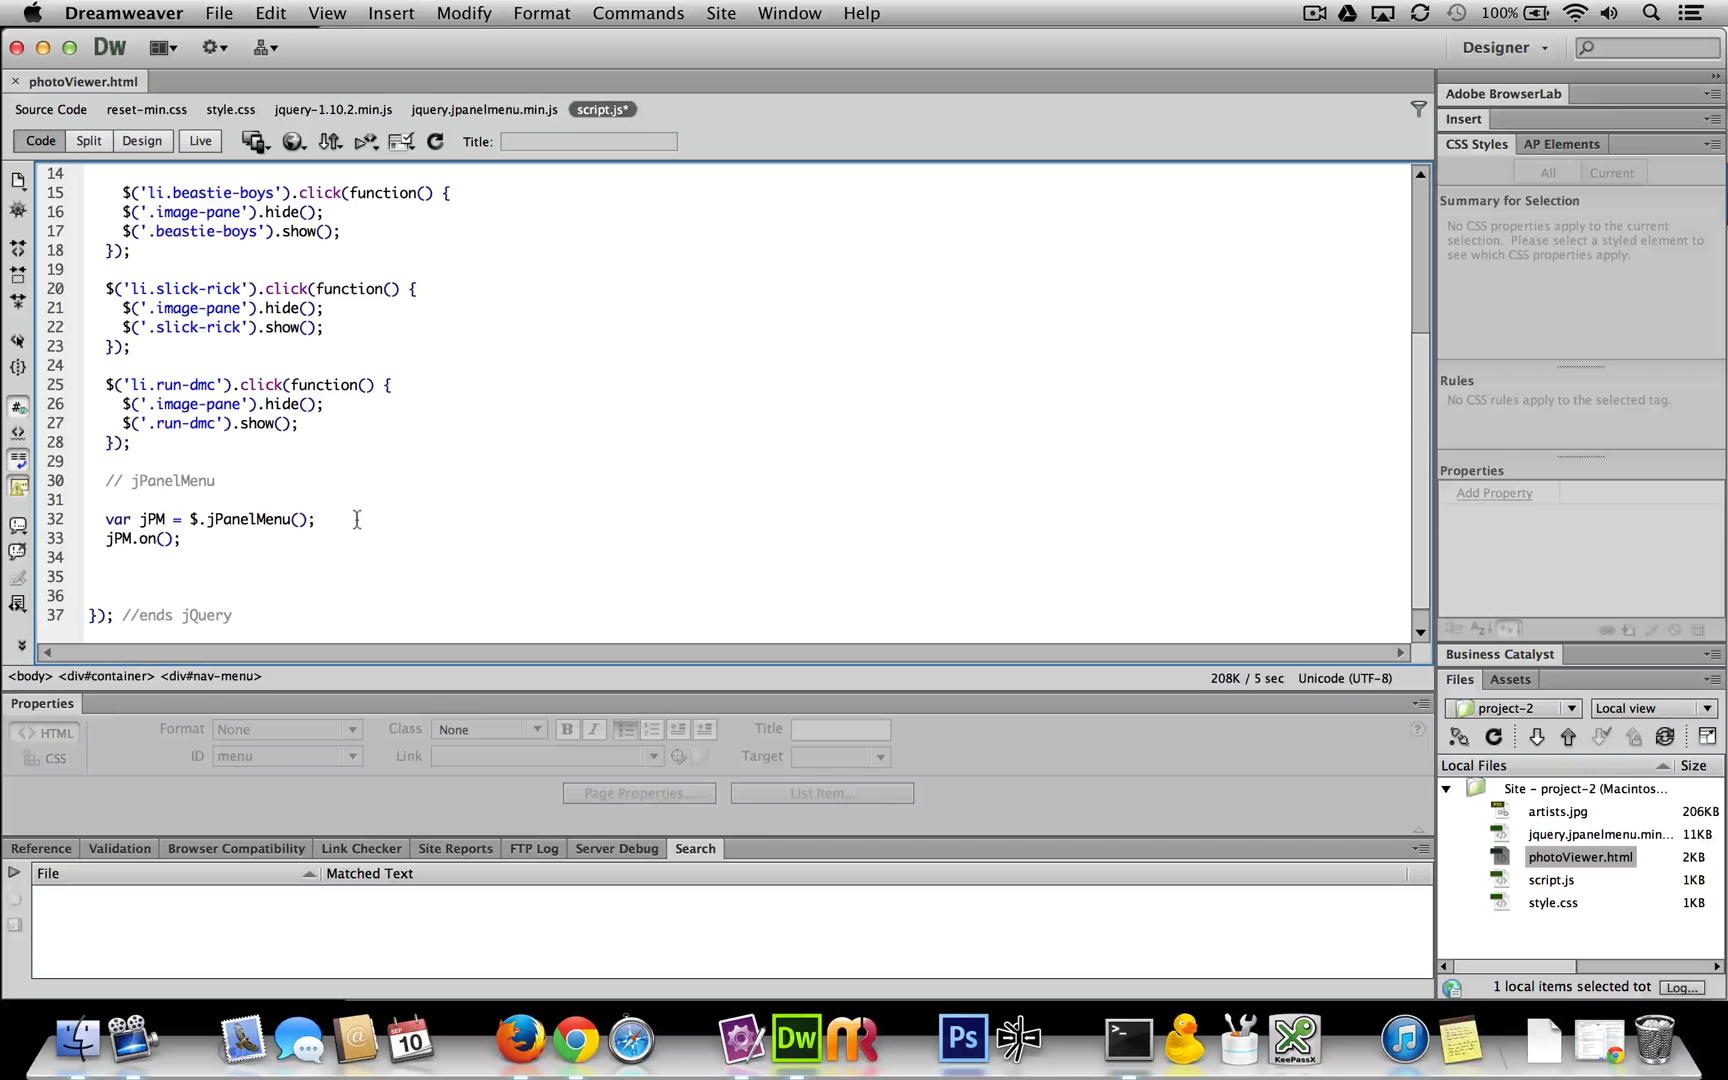 Dreamweaver File Edit View Insert Modify Format Commands Site Window Help 100%
Dw Designer
photoViewer.html
Source Code reset-min.css style.css jquery-1.10.2.min.js jquery.jpanelmenu.min.js script.js*
Code Split Design Live Title:
14
15 $('li.beastie-boys').click(function() {
16 $('.image-pane').hide();
17 $('.beastie-boys').show();
18 });
19
20 $('li.slick-rick').click(function() {
21 $('.image-pane').hide();
22 $('.slick-rick').show();
23 });
24
25 $('li.run-dmc').click(function() {
26 $('.image-pane').hide();
27 $('.run-dmc').show();
28 });
29
30 // jPanelMenu
31
32 var jPM = $.jPanelMenu();
33 jPM.on();
34
35
36
37 }); //ends jQuery
<body> <div#container> <div#nav-menu> 208K / 5 sec Unicode (UTF-8)
Properties
<> HTML Format None Class None B I Title
CSS ID menu Link Target
Page Properties... List Item...
Reference Validation Browser Compatibility Link Checker Site Reports FTP Log Server Debug Search
File Matched Text
Adobe BrowserLab
Insert
CSS Styles AP Elements
All Current
Summary for Selection
No CSS properties apply to the current
selection. Please select a styled element to
see which CSS properties apply.
Rules
No CSS rules apply to the selected tag.
Properties
Add Property
Business Catalyst
Files Assets
project-2 Local view
Local Files Size
Site - project-2 (Macintos...
artists.jpg 206KB
jquery.jpanelmenu.min... 11KB
photoViewer.html 2KB
script.js 1KB
style.css 1KB
1 local items selected tot Log...
SEP
10
Dw Ps
KeePassX